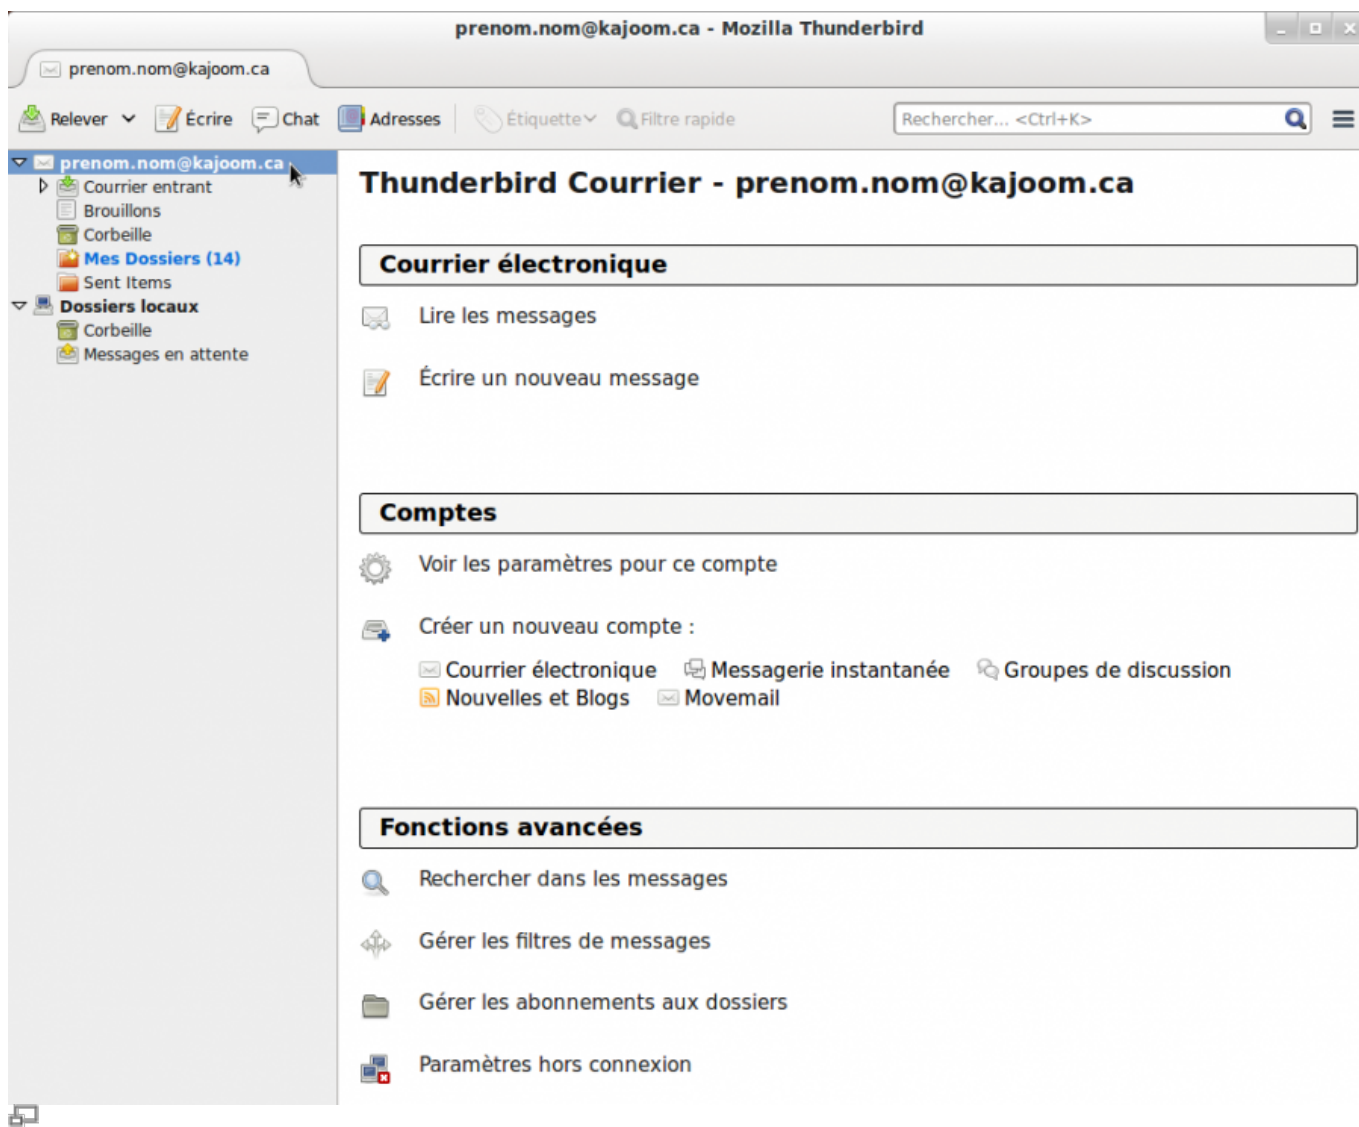 prenom.nom@kajoom.ca - Mozilla Thunderbird
prenom.nom@kajoom.ca
Relever Écrire Chat Adresses Étiquette Filtre rapide Rechercher... <Ctrl+K>
prenom.nom@kajoom.ca
Courrier entrant
Brouillons
Corbeille
Mes Dossiers (14)
Sent Items
Dossiers locaux
Corbeille
Messages en attente
Thunderbird Courrier - prenom.nom@kajoom.ca
Courrier électronique
Lire les messages
Écrire un nouveau message
Comptes
Voir les paramètres pour ce compte
Créer un nouveau compte :
Courrier électronique Messagerie instantanée Groupes de discussion
Nouvelles et Blogs Movemail
Fonctions avancées
Rechercher dans les messages
Gérer les filtres de messages
Gérer les abonnements aux dossiers
Paramètres hors connexion